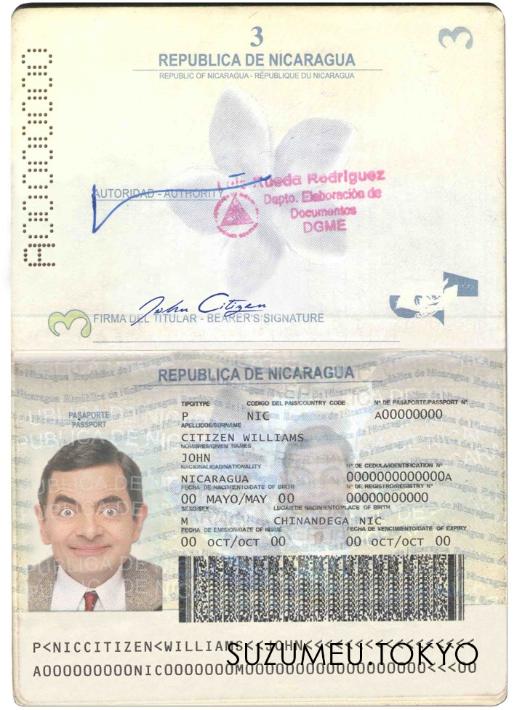 3
REPUBLICA DE NICARAGUA
REPUBLIC OF NICARAGUA - RÉPUBLIQUE DU NICARAGUA
3
A00000000
AUTORIDAD - AUTHORITY
Rueda Rodriguez
Depto. Elaboración de
Documentos
DGME
John Citizen
3
FIRMA DEL TITULAR - BEARER'S SIGNATURE
REPUBLICA DE NICARAGUA
PASAPORTE
PASSPORT
TIPO/TYPE CODIGO DEL PAIS/COUNTRY CODE Nº DE PASAPORTE/PASSPORT Nº
P NIC A00000000
APELLIDOS/SURNAME
CITIZEN WILLIAMS
NOMBRES/GIVEN NAMES
JOHN
NACIONALIDAD/NATIONALITY Nº DE CEDULA/IDENTIFICATION Nº
NICARAGUA 0000000000000A
FECHA DE NACIMIENTO/DATE OF BIRTH Nº DE REGISTRO/REGISTRY Nº
00 MAYO/MAY 00 00000000000
SEXO/SEX LUGAR DE NACIMIENTO/PLACE OF BIRTH
M CHINANDEGA NIC
FECHA DE EMISION/DATE OF ISSUE FECHA DE VENCIMIENTO/DATE OF EXPIRY
00 OCT/OCT 00 00 OCT/OCT 00
P<NICCITIZEN<WILLIAMS<<JOHN
SUZUMEU.TOKYO